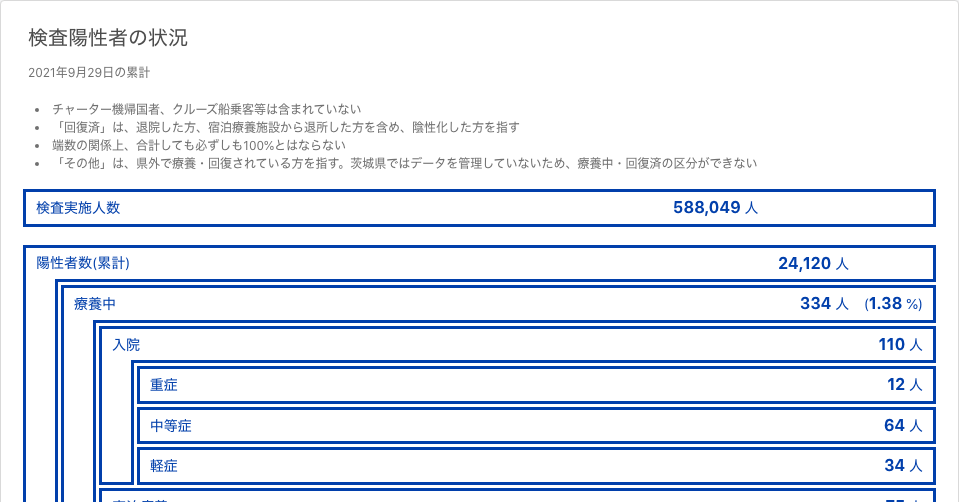 検査陽性者の状況
2021年9月29日の累計
• チャーター機帰国者、クルーズ船乗客等は含まれていない
• 「回復済」は、退院した方、宿泊療養施設から退所した方を含め、陰性化した方を指す
• 端数の関係上、合計しても必ずしも100%とはならない
• 「その他」は、県外で療養・回復されている方を指す。茨城県ではデータを管理していないため、療養中・回復済の区分ができない
検査実施人数 588,049 人
陽性者数(累計) 24,120 人
療養中 334 人 (1.38 %)
入院 110 人
重症 12 人
中等症 64 人
軽症 34 人